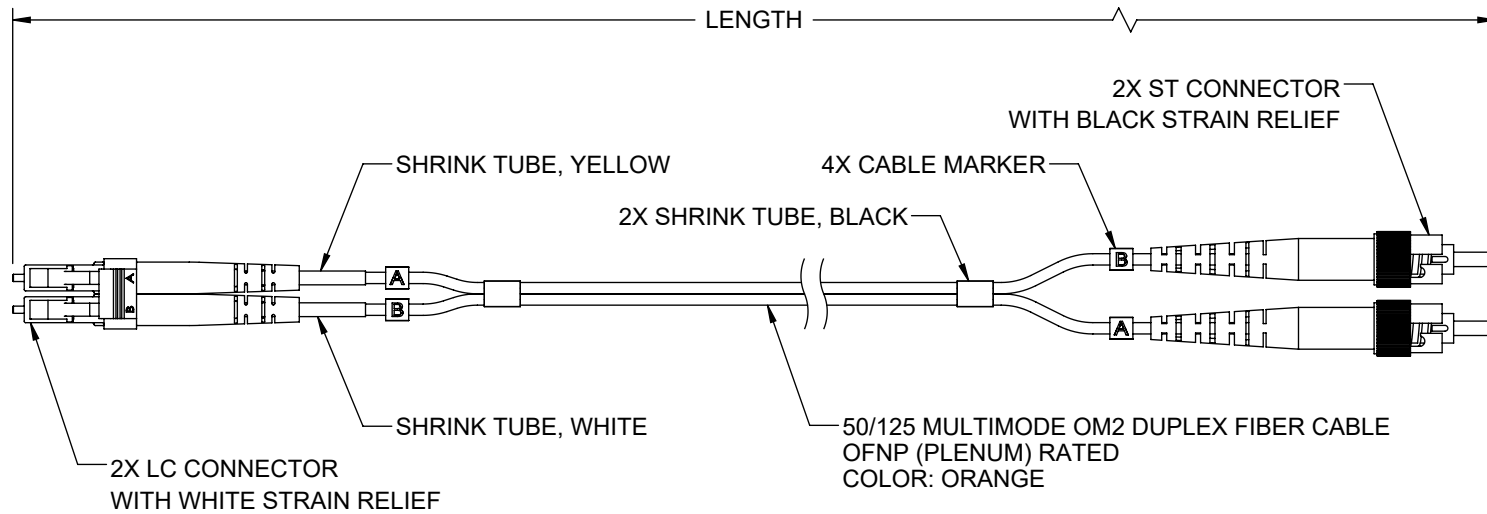 LENGTH
2X ST CONNECTOR
WITH BLACK STRAIN RELIEF
SHRINK TUBE, YELLOW
4X CABLE MARKER
2X SHRINK TUBE, BLACK
A
B
A
B
B
A
SHRINK TUBE, WHITE
50/125 MULTIMODE OM2 DUPLEX FIBER CABLE
OFNP (PLENUM) RATED
COLOR: ORANGE
2X LC CONNECTOR
WITH WHITE STRAIN RELIEF